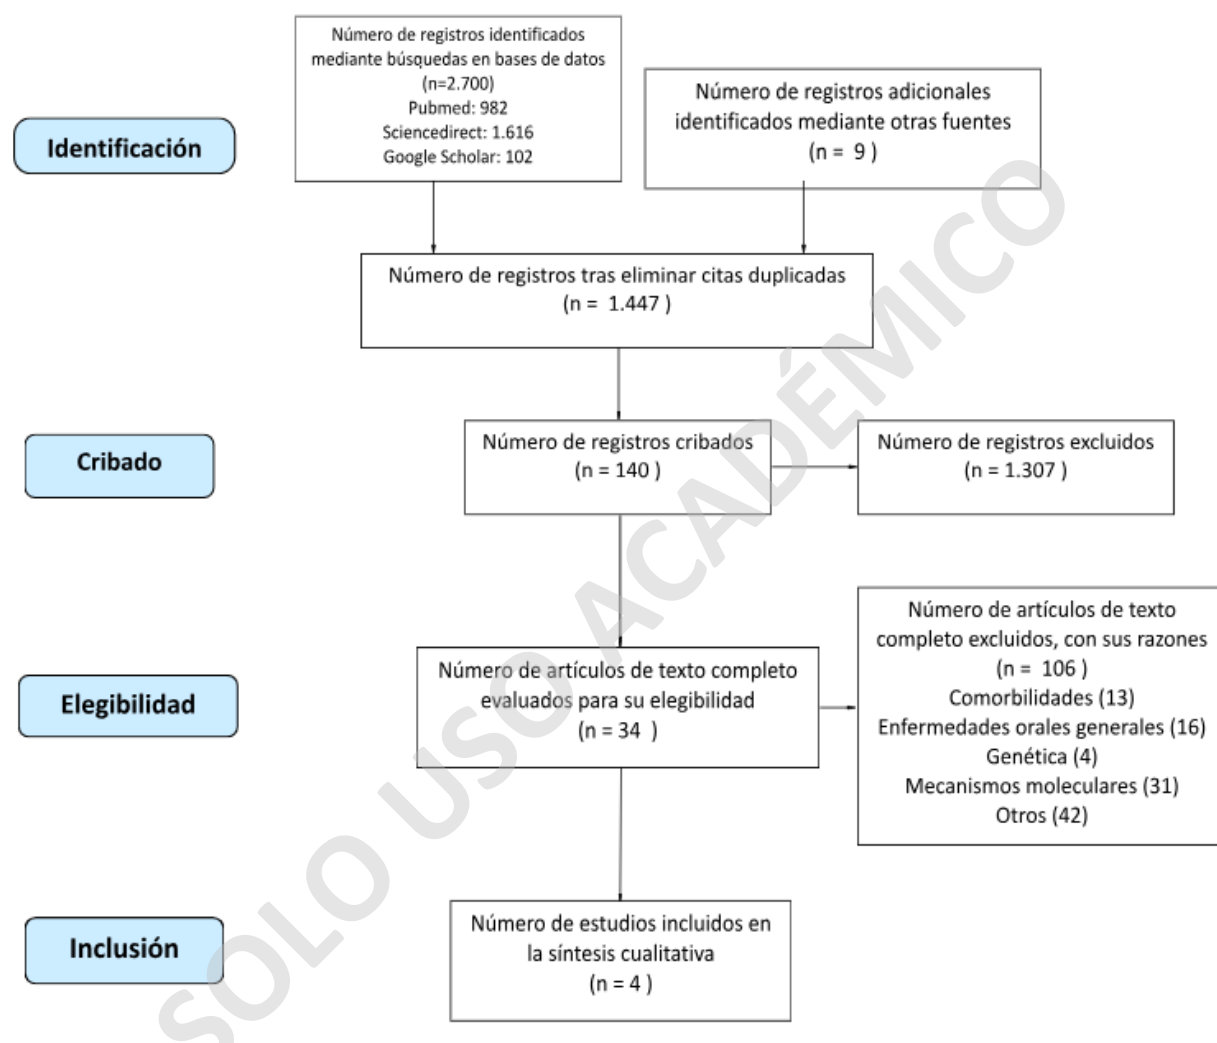 Número de registros identificados
mediante búsquedas en bases de datos
(n=2.700)
Pubmed: 982
Sciencedirect: 1.616
Google Scholar: 102
Número de registros adicionales
identificados mediante otras fuentes
(n = 9 )
Identificación
Número de registros tras eliminar citas duplicadas
(n = 1.447 )
Cribado
Número de registros cribados
(n = 140 )
Número de registros excluidos
(n = 1.307 )
Elegibilidad
Número de artículos de texto completo
evaluados para su elegibilidad
(n = 34 )
Número de artículos de texto
completo excluidos, con sus razones
(n = 106 )
Comorbilidades (13)
Enfermedades orales generales (16)
Genética (4)
Mecanismos moleculares (31)
Otros (42)
Inclusión
Número de estudios incluidos en
la síntesis cualitativa
(n = 4 )
SOLO USO ACADÉMICO